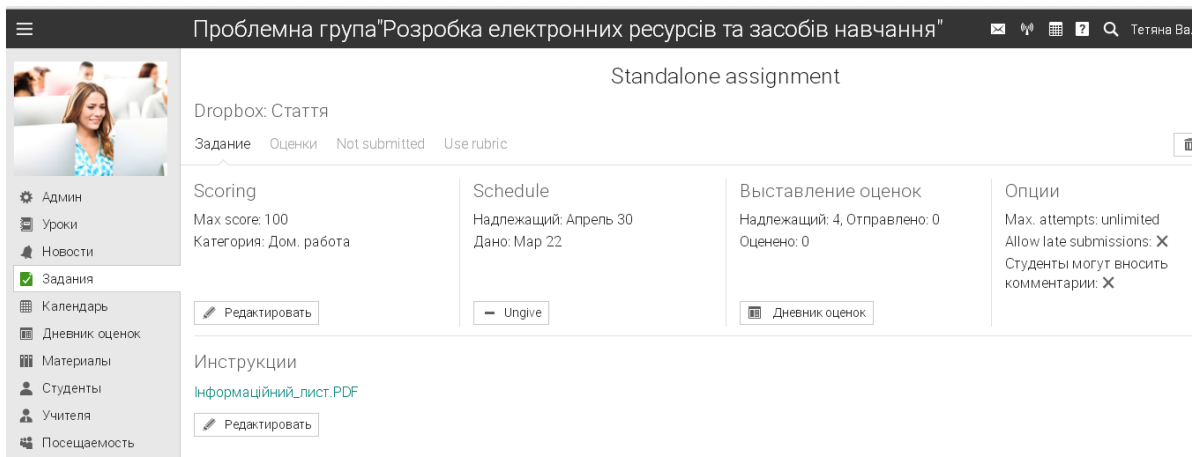 Проблемна група"Розробка електронних ресурсів та засобів навчання"
? Тетяна Ва
Standalone assignment
Dropbox: Стаття
Задание Оценки Not submitted Use rubric
Админ
Уроки
Новости
Задания
Календарь
Дневник оценок
Материалы
Студенты
Учителя
Посещаемость
Scoring
Max score: 100
Категория: Дом. работа
Редактировать
Schedule
Надлежащий: Апрель 30
Дано: Мар 22
Ungive
Выставление оценок
Надлежащий: 4, Отправлено: 0
Оценено: 0
Дневник оценок
Опции
Max. attempts: unlimited
Allow late submissions: X
Студенты могут вносить
комментарии: X
Инструкции
Інформаційний_лист.PDF
Редактировать